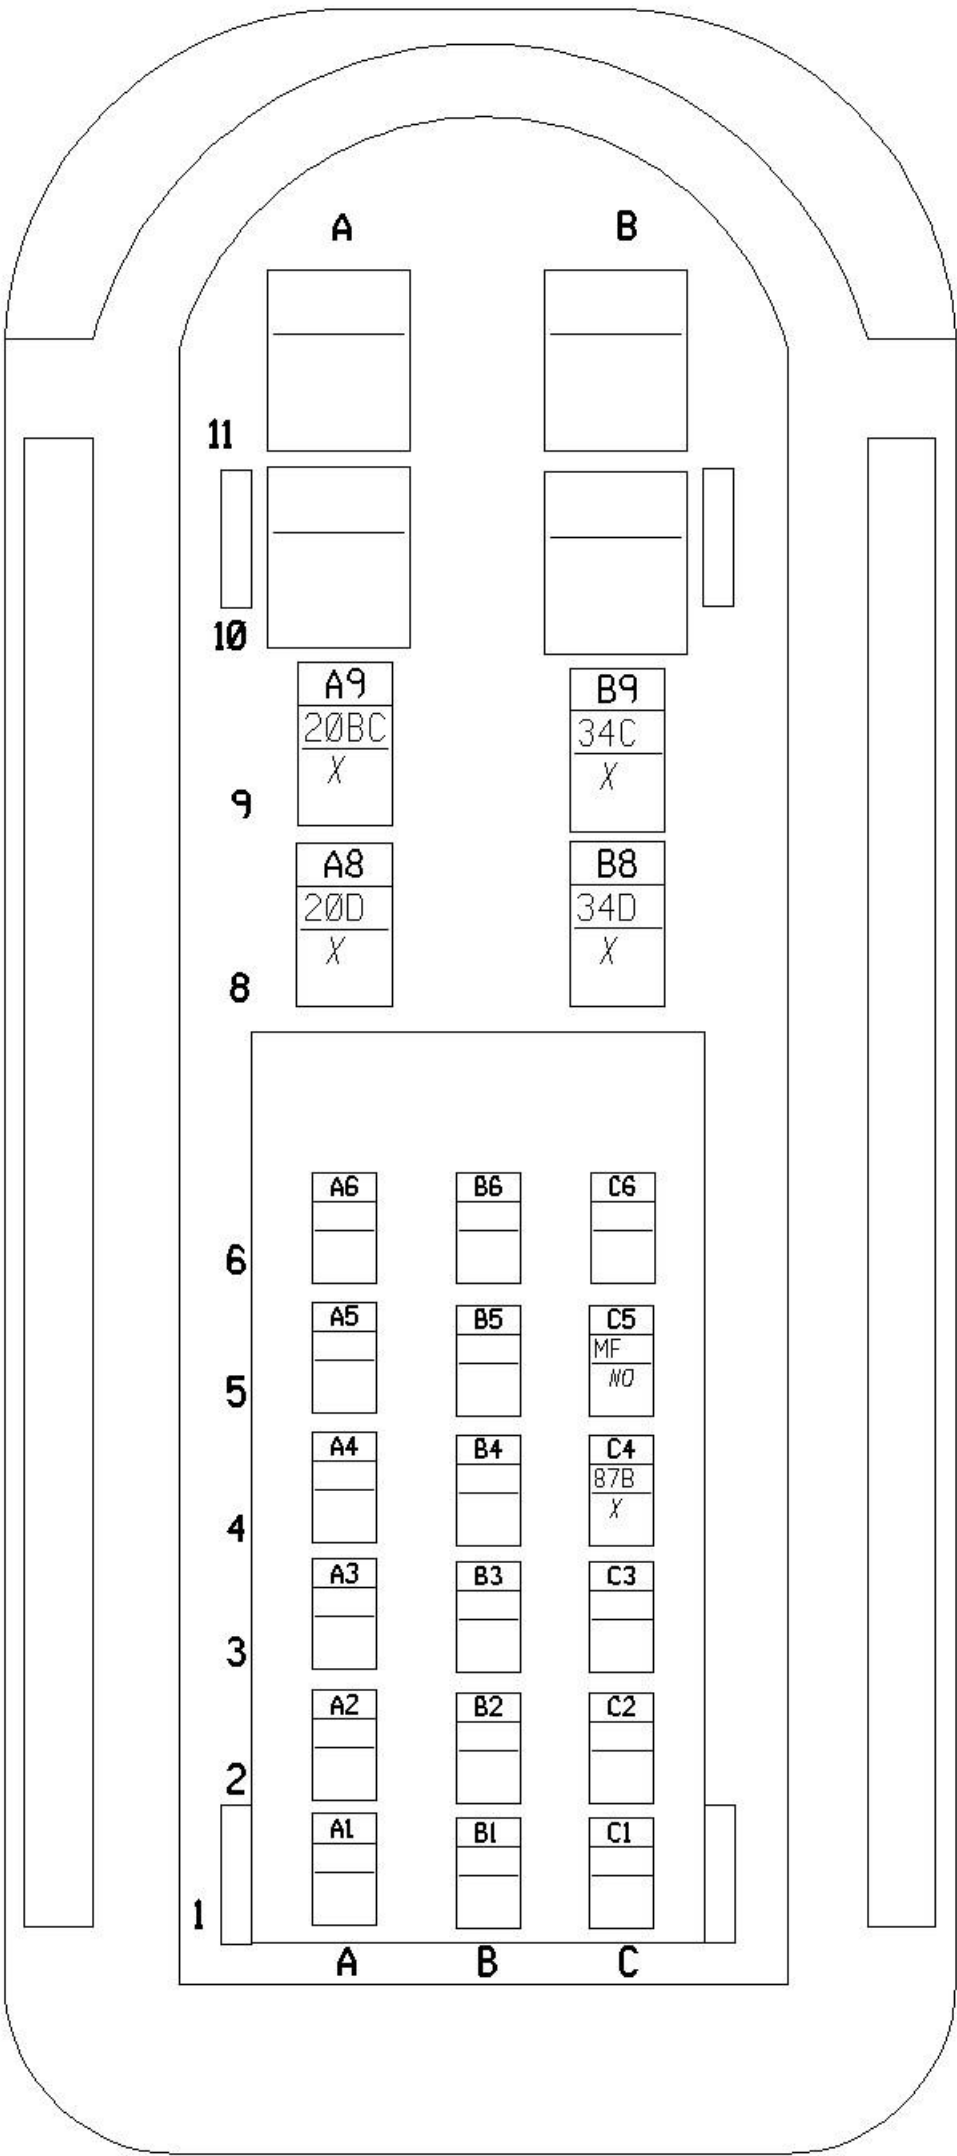 A B
11
10
A9 B9
20BC 34C
X X
9
A8 B8
20D 34D
X X
8
A6 B6 C6
6
A5 B5 C5
MF
NO
5
A4 B4 C4
87B
X
4
A3 B3 C3
3
A2 B2 C2
2
A1 B1 C1
1
A B C